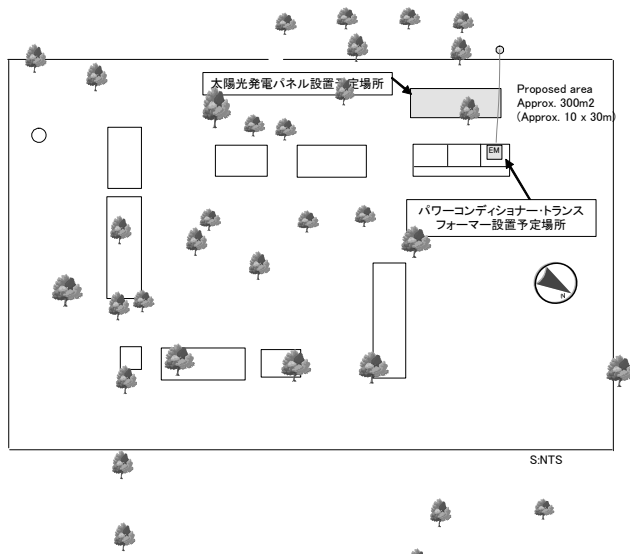 太陽光発電パネル設置予定場所
Proposed area
Approx. 300m2
(Approx. 10 x 30m)
EM
パワーコンディショナー・トランス
フォーマー設置予定場所
N
S:NTS